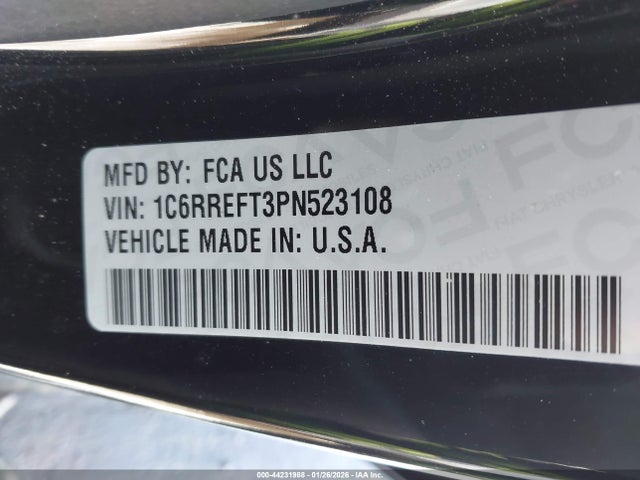 MFD BY: FCA US LLC
VIN: 1C6RREFT3PN523108
VEHICLE MADE IN: U.S.A.
000-44231988 - 01/26/2026 - IAA Inc.